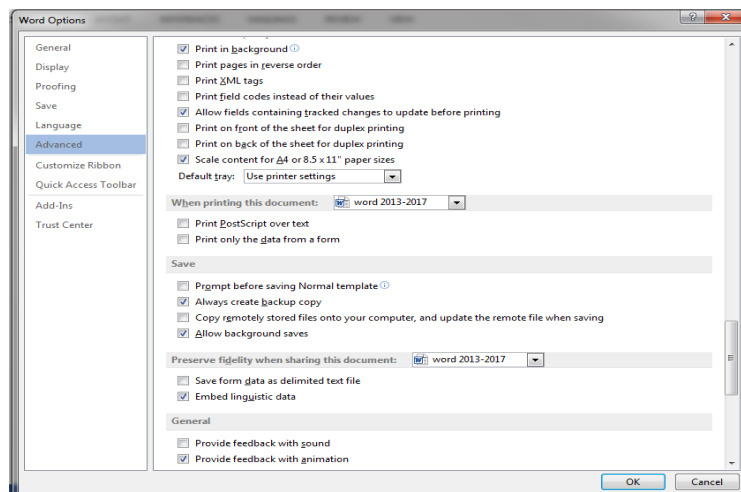 Word Options
General
Display
Proofing
Save
Language
Advanced
Customize Ribbon
Quick Access Toolbar
Add-Ins
Trust Center
Print in background
Print pages in reverse order
Print XML tags
Print field codes instead of their values
Allow fields containing tracked changes to update before printing
Print on front of the sheet for duplex printing
Print on back of the sheet for duplex printing
Scale content for A4 or 8.5 x 11" paper sizes
Default tray: Use printer settings
When printing this document: word 2013-2017
Print PostScript over text
Print only the data from a form
Save
Prompt before saving Normal template
Always create backup copy
Copy remotely stored files onto your computer, and update the remote file when saving
Allow background saves
Preserve fidelity when sharing this document: word 2013-2017
Save form data as delimited text file
Embed linguistic data
General
Provide feedback with sound
Provide feedback with animation
OK Cancel